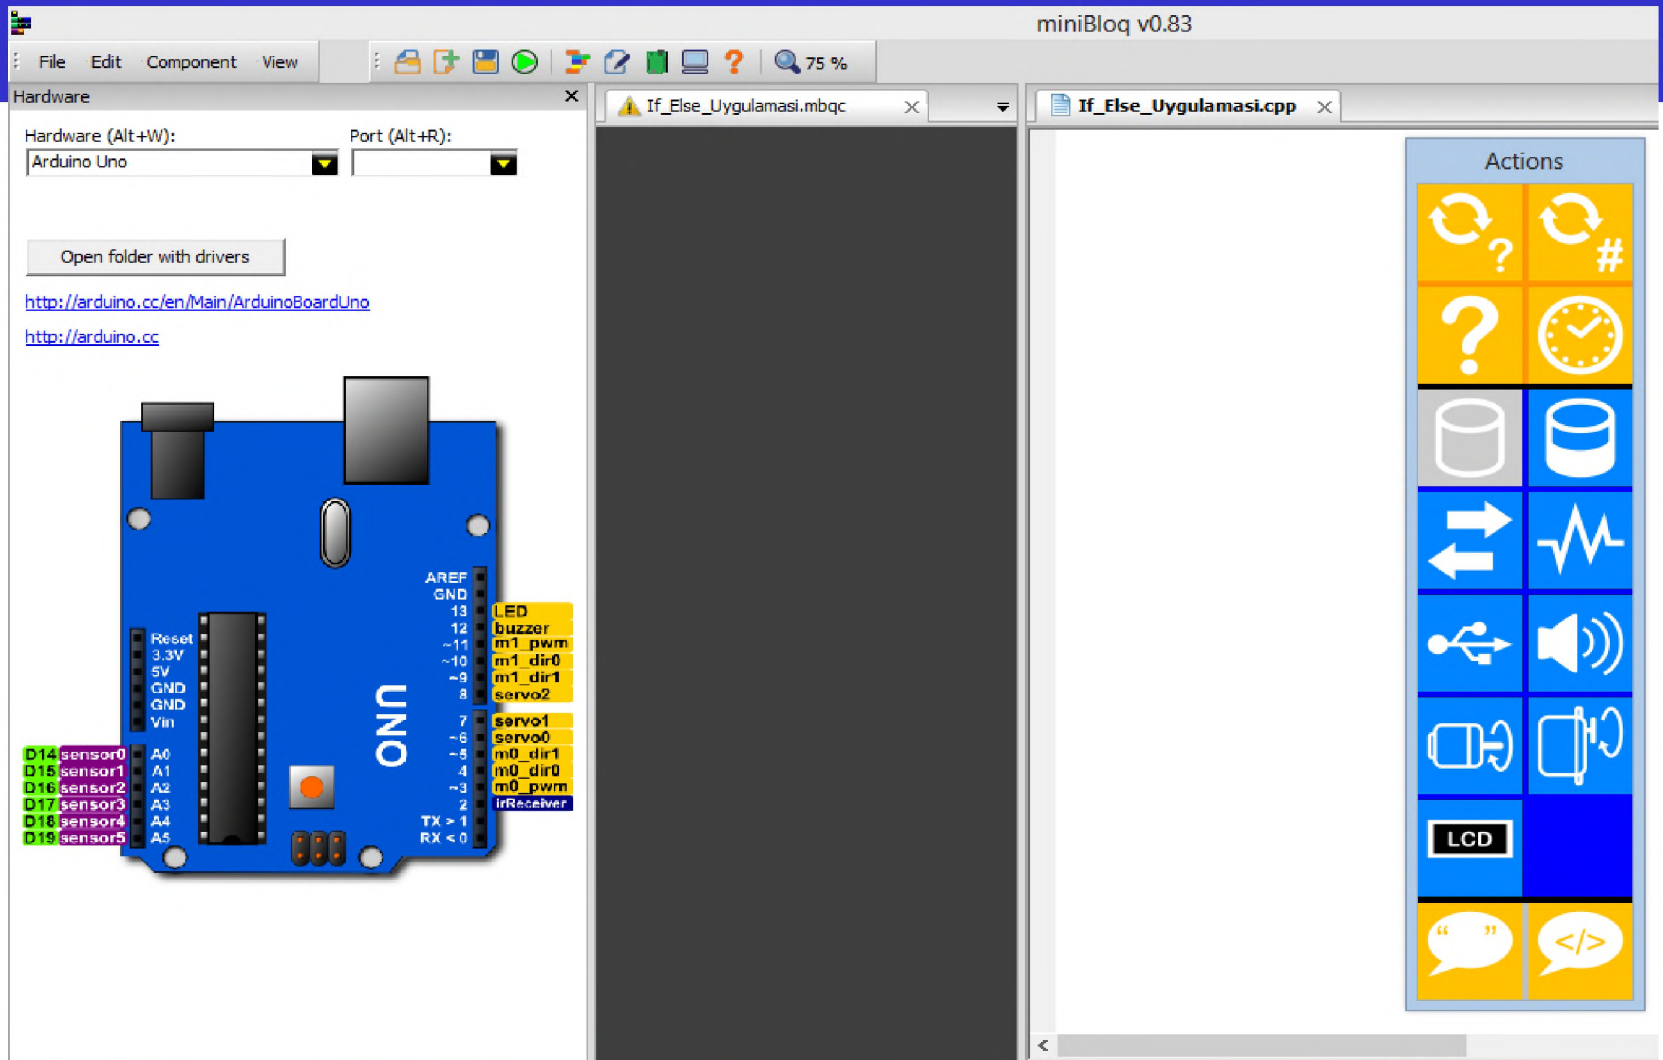 miniBloq v0.83
File Edit Component View 75 %
Hardware
If_Else_Uygulamasi.mbqc
If_Else_Uygulamasi.cpp
Hardware (Alt+W): Port (Alt+R):
Arduino Uno
Open folder with drivers
http://arduino.cc/en/Main/ArduinoBoardUno
http://arduino.cc
AREF
GND
13 LED
12 buzzer
~11 m1_pwm
~10 m1_dir0
~9 m1_dir1
8 servo2
7 servo1
~6 servo0
~5 m0_dir1
4 m0_dir0
~3 m0_pwm
2 irReceiver
TX > 1
RX < 0
Reset
3.3V
5V
GND
GND
Vin
D14 sensor0 A0
D15 sensor1 A1
D16 sensor2 A2
D17 sensor3 A3
D18 sensor4 A4
D19 sensor5 A5
UNO
Actions
?
#
?
LCD
“ ”
</>